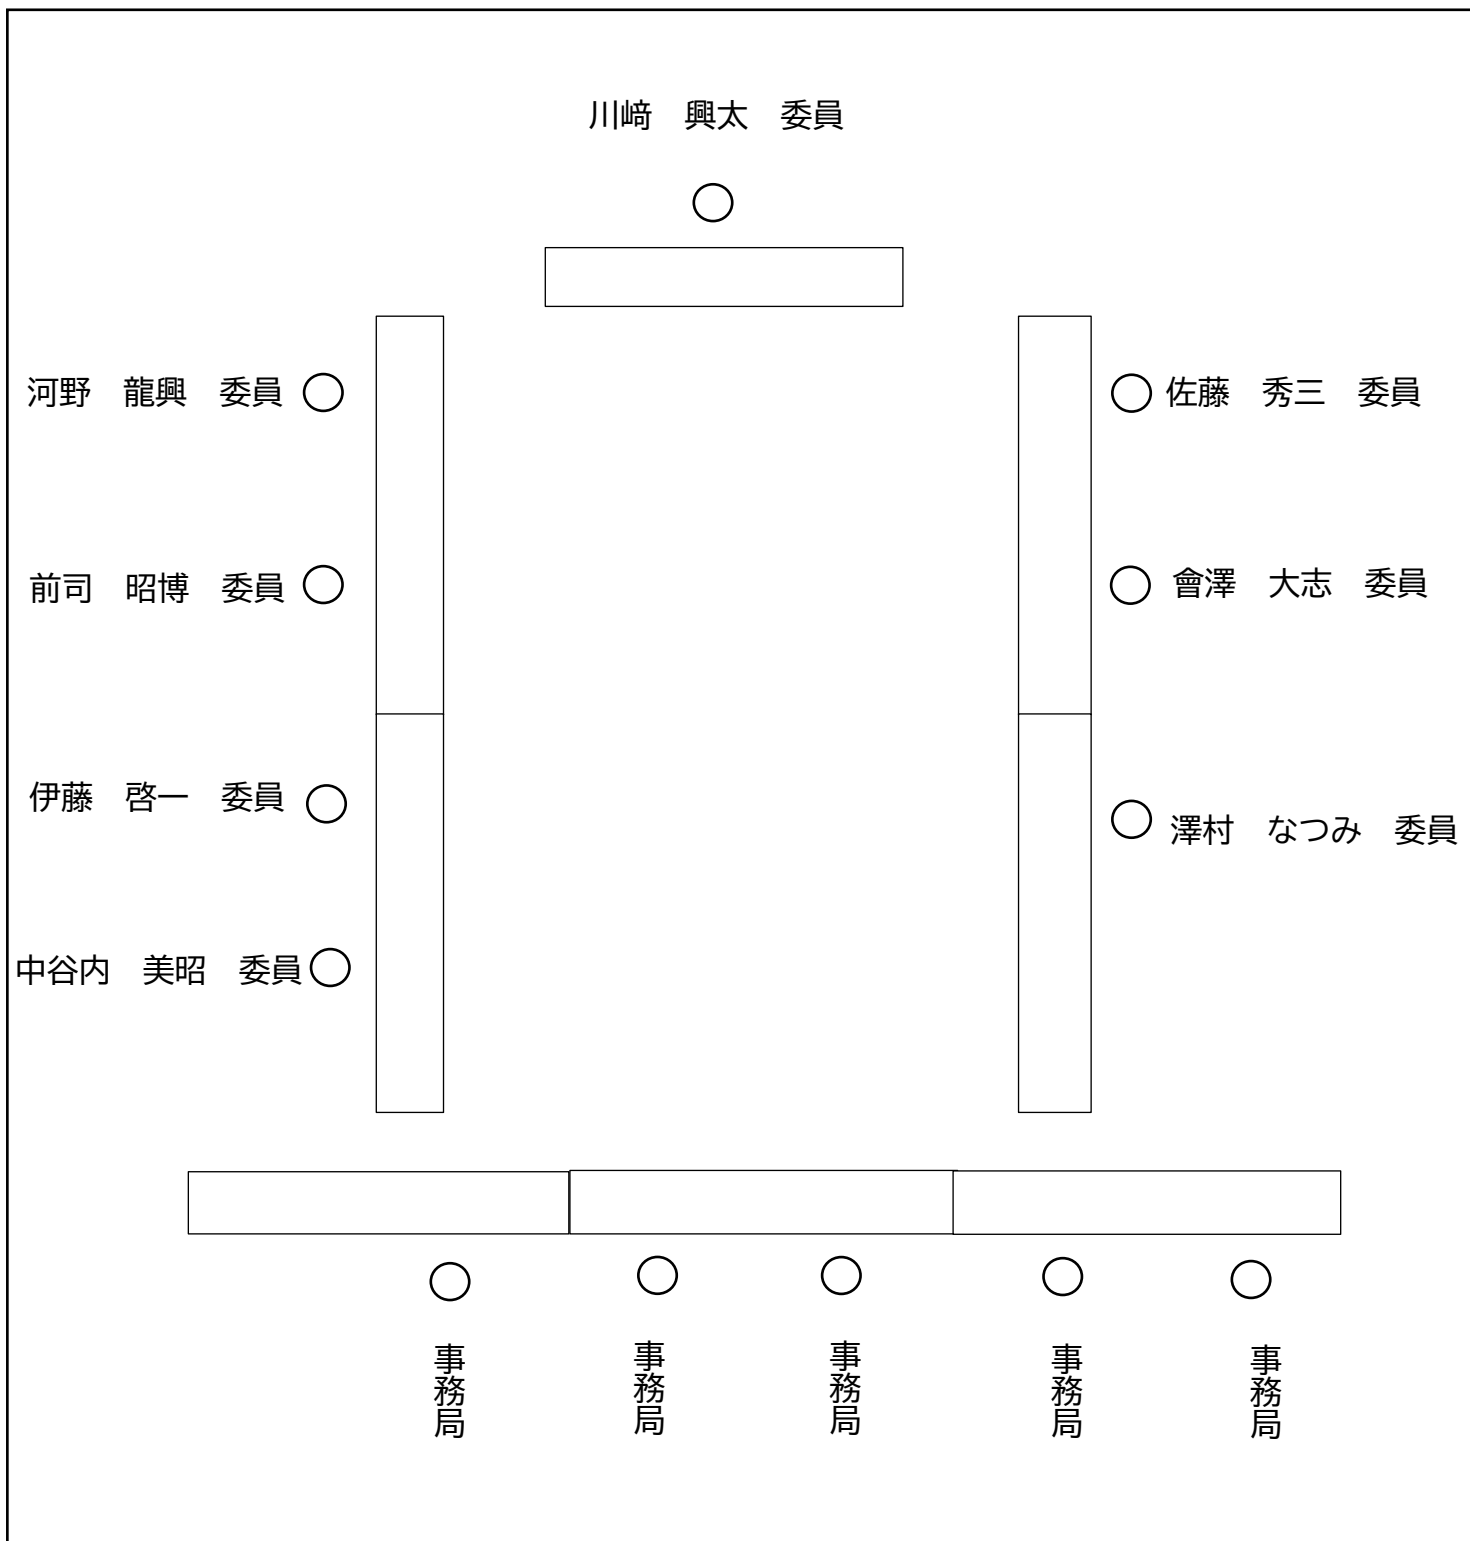 川﨑　興太　委員
河野　龍興　委員
佐藤　秀三　委員
前司　昭博　委員
會澤　大志　委員
伊藤　啓一　委員
澤村　なつみ　委員
中谷内　美昭　委員
事務局
事務局
事務局
事務局
事務局